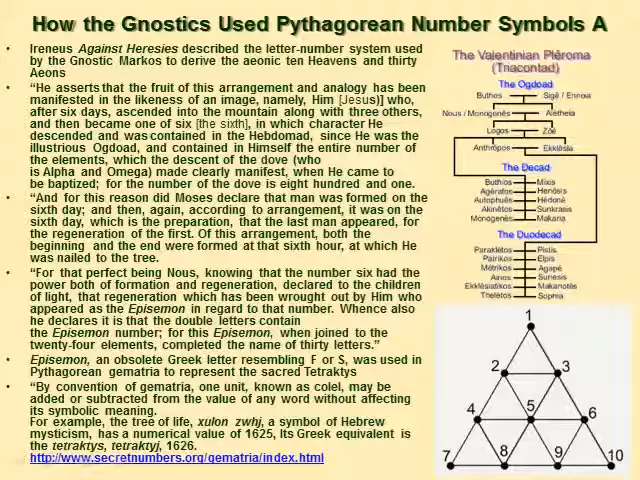 How the Gnostics Used Pythagorean Number Symbols A
• Ireneus Against Heresies described the letter-number system used
by the Gnostic Markos to derive the aeonic ten Heavens and thirty
Aeons
• “He asserts that the fruit of this arrangement and analogy has been
manifested in the likeness of an image, namely, Him [Jesus)] who,
after six days, ascended into the mountain along with three others,
and then became one of six [the sixth], in which character He
descended and was contained in the Hebdomad, since He was the
illustrious Ogdoad, and contained in Himself the entire number of
the elements, which the descent of the dove (who
is Alpha and Omega) made clearly manifest, when He came to
be baptized; for the number of the dove is eight hundred and one.
• “And for this reason did Moses declare that man was formed on the
sixth day; and then, again, according to arrangement, it was on the
sixth day, which is the preparation, that the last man appeared, for
the regeneration of the first. Of this arrangement, both the
beginning and the end were formed at that sixth hour, at which He
was nailed to the tree.
• “For that perfect being Nous, knowing that the number six had the
power both of formation and regeneration, declared to the children
of light, that regeneration which has been wrought out by Him who
appeared as the Episemon in regard to that number. Whence also
he declares it is that the double letters contain
the Episemon number; for this Episemon, when joined to the
twenty-four elements, completed the name of thirty letters.”
• Episemon, an obsolete Greek letter resembling F or S, was used in
Pythagorean gematria to represent the sacred Tetraktys
• “By convention of gematria, one unit, known as colel, may be
added or subtracted from the value of any word without affecting
its symbolic meaning.
For example, the tree of life, xulon zwhj, a symbol of Hebrew
mysticism, has a numerical value of 1625, Its Greek equivalent is
the retraktys, tetraktyj, 1626.
http://www.secretnumbers.org/gematria/index.html
The Valentinian Plêroma
(Triacontad)
The Ogdoad
Buthos Sigê / Ennoia
Nous / Monogenês Aletheia
Logos Zôê
Anthrôpos Ekklêsia
The Decad
Buthios Mixis
Agêratos Henôsis
Autophuês Hêdonê
Akinêtos Sunkrasis
Monogenês Makaria
The Duodecad
Paraklêtos Pistis
Patrikos Elpis
Mêtrikos Agapê
Ainos Sunesis
Ekklêsiastikos Makariotês
Theletos Sophia
1
2 3
4 5 6
7 8 9 10